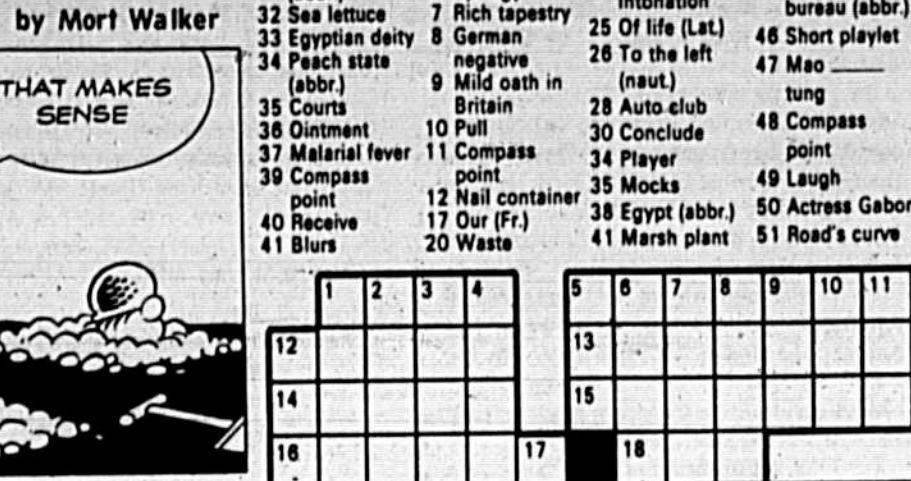 by Mort Walker
THAT MAKES
SENSE
32 Sea lettuce
33 Egyptian deity
34 Peach state
(abbr.)
35 Courts
36 Ointment
37 Malarial fever
39 Compass
point
40 Receive
41 Blurs
7 Rich tapestry
8 German
negative
9 Mild oath in
Britain
10 Pull
11 Compass
point
12 Nail container
17 Our (Fr.)
20 Waste
intonation
25 Of life (Lat.)
26 To the left
(naut.)
28 Auto club
30 Conclude
34 Player
35 Mocks
38 Egypt (abbr.)
41 Marsh plant
bureau (abbr.)
46 Short playlet
47 Mao _____
tung
48 Compass
point
49 Laugh
50 Actress Gabor
51 Road's curve
1 2 3 4 5 6 7 8 9 10 11
12 13
14 15
16 17 18